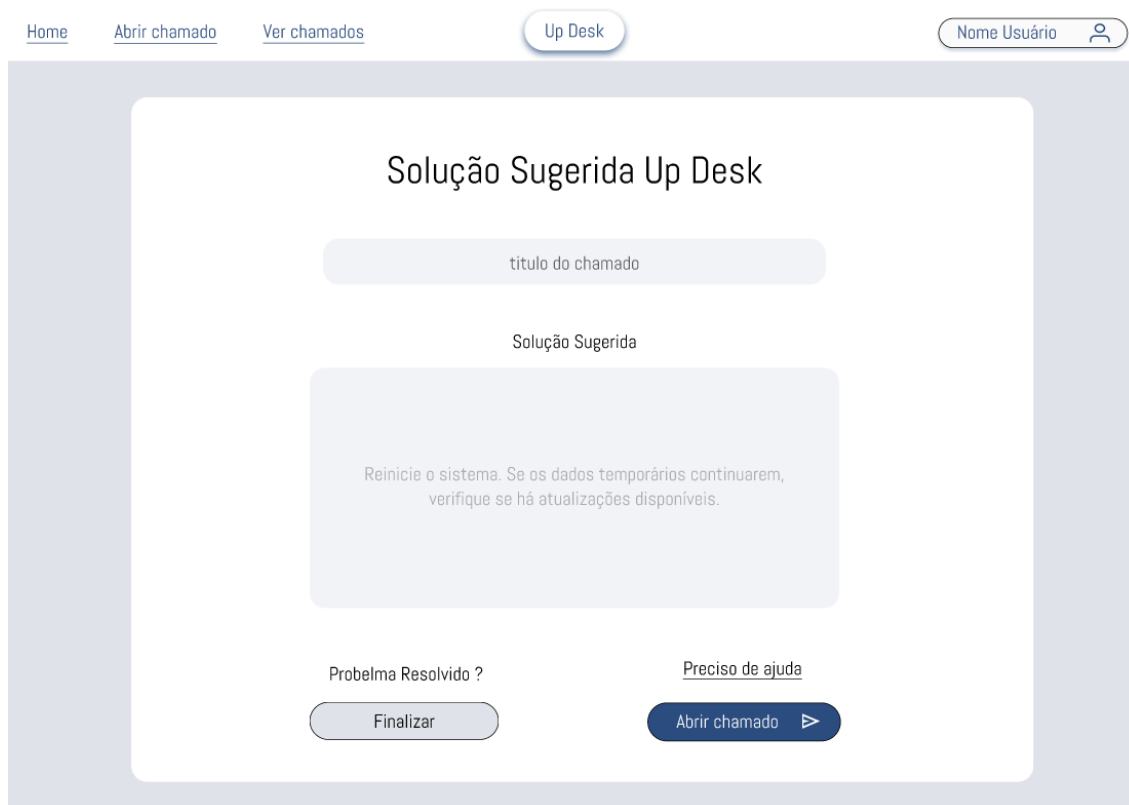 Home
Abrir chamado
Ver chamados
Up Desk
Nome Usuário
Solução Sugerida Up Desk
titulo do chamado
Solução Sugerida
Reinicie o sistema. Se os dados temporários continuarem,
verifique se há atualizações disponíveis.
Probelma Resolvido ?
Preciso de ajuda
Finalizar
Abrir chamado